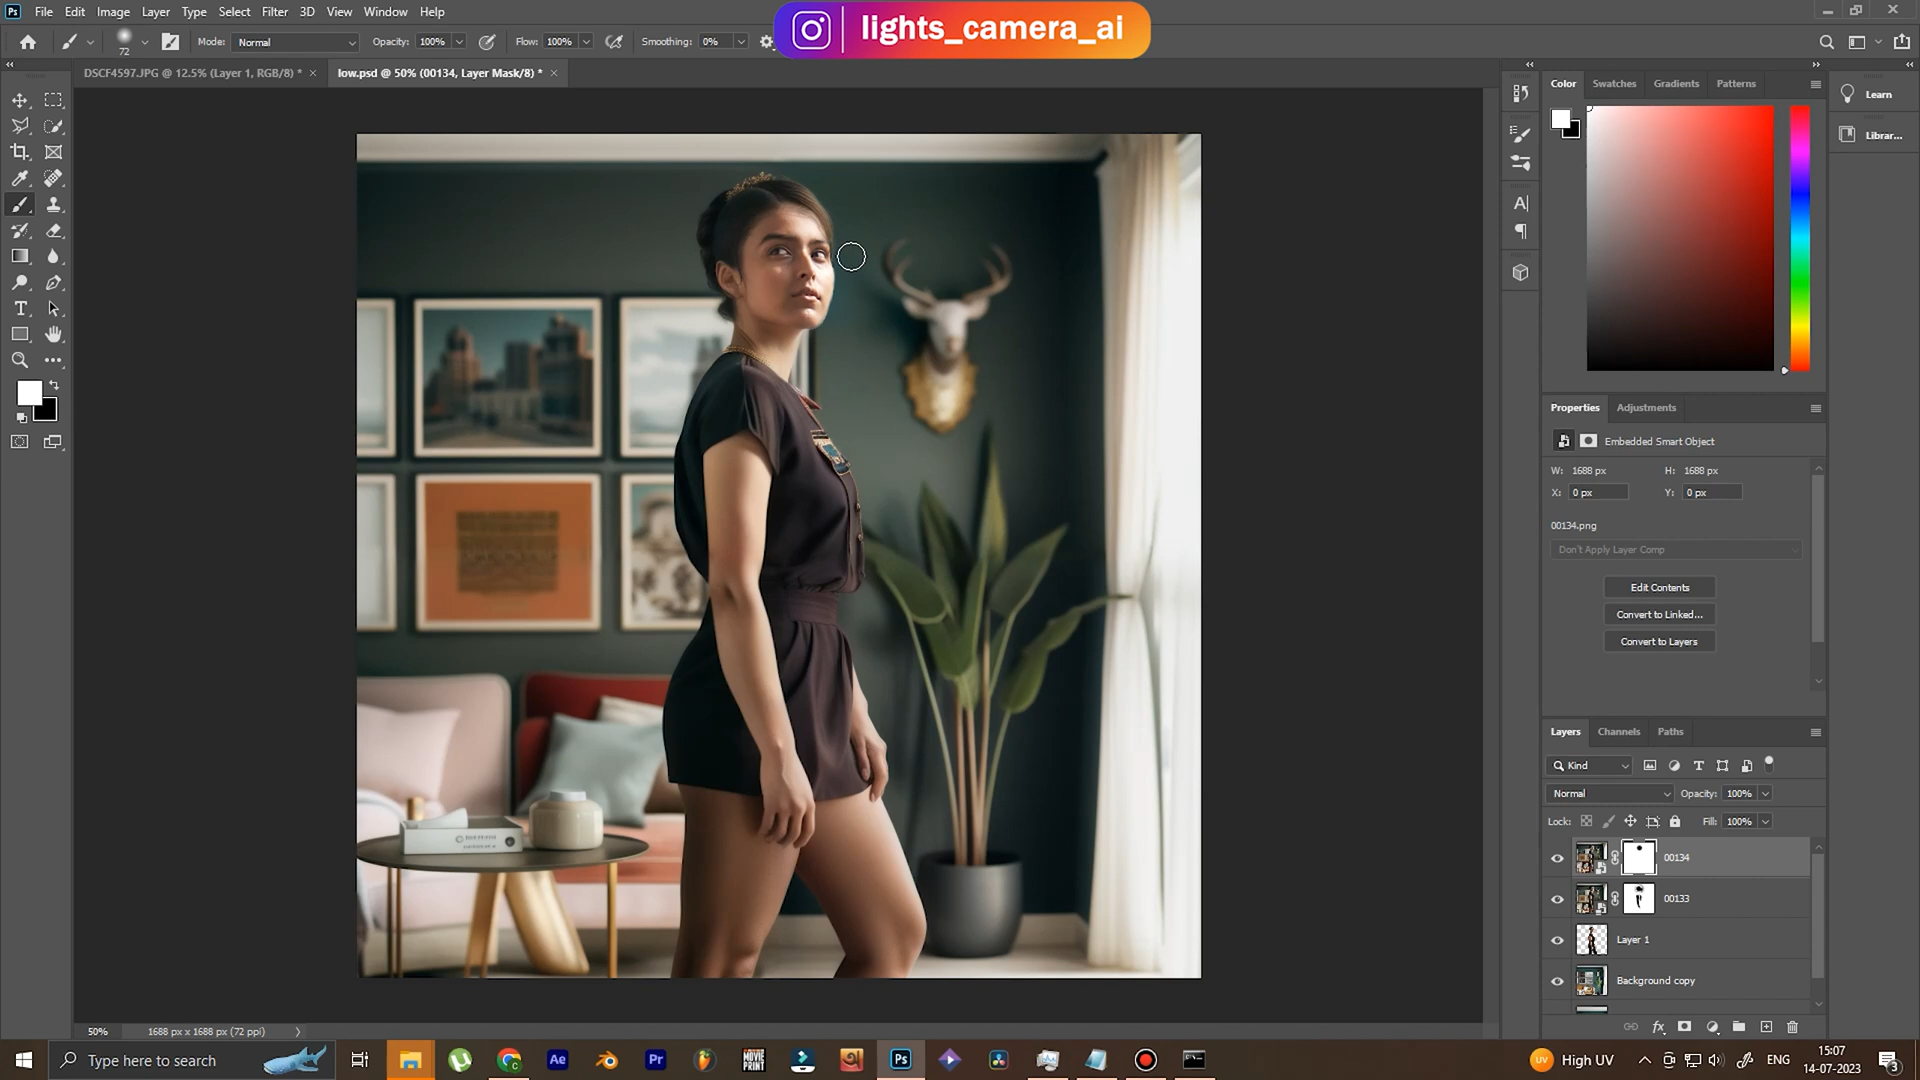 File Edit Image Layer Type Select Filter 3D View Window Help
lights_camera_ai
72 Mode: Normal Opacity: 100% Flow: 100% Smoothing: 0%
DSCF4597.JPG @ 12.5% (Layer 1, RGB/8) * low.psd @ 50% (00134, Layer Mask/8) *
Color Swatches Gradients Patterns
Learn
Librar...
Properties Adjustments
Embedded Smart Object
W: 1688 px H: 1688 px
X: 0 px Y: 0 px
00134.png
Don't Apply Layer Comp
Edit Contents
Convert to Linked...
Convert to Layers
Layers Channels Paths
Kind
Normal Opacity: 100%
Lock: Fill: 100%
00134
00133
Layer 1
Background copy
50% 1688 px x 1688 px (72 ppi)
Type here to search
High UV ENG 15:07
14-07-2023 3